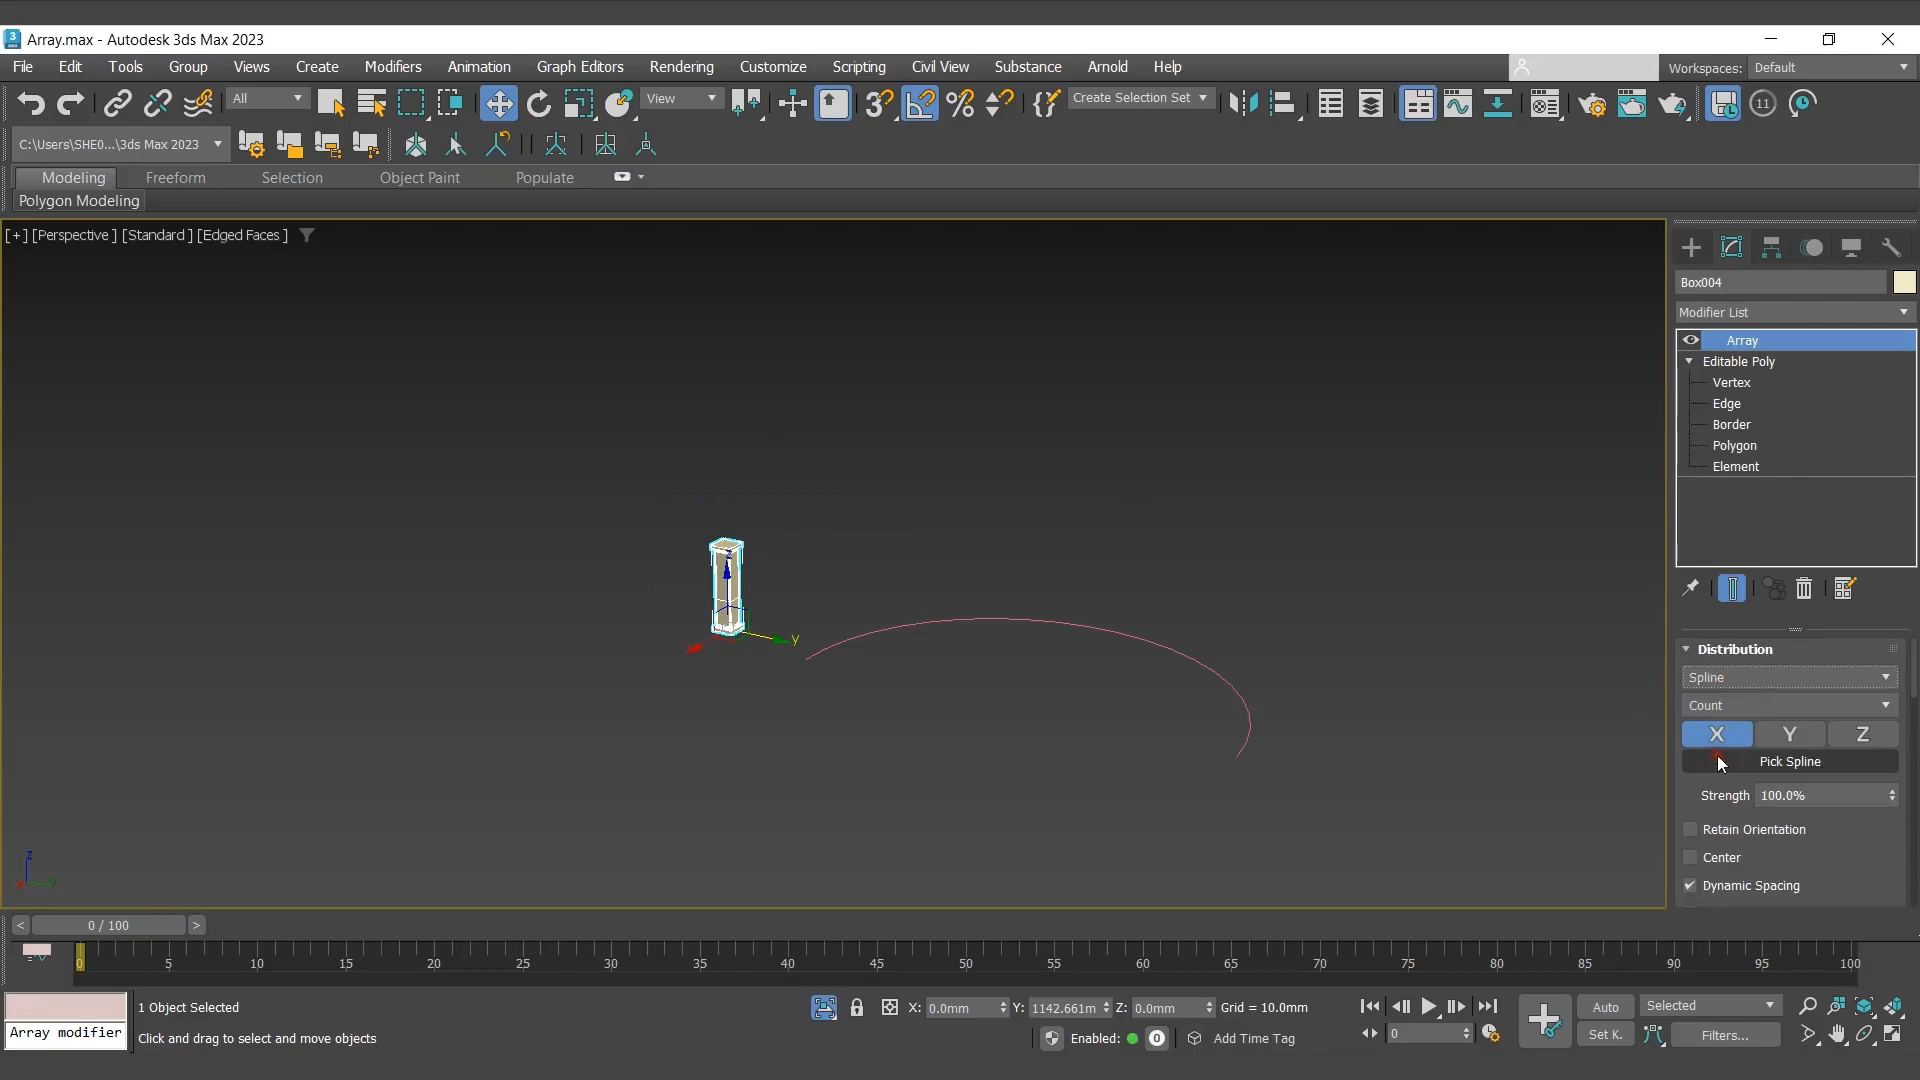 Array.max - Autodesk 3ds Max 2023
File Edit Tools Group Views Create Modifiers Animation Graph Editors Rendering Customize Scripting Civil View Substance Arnold Help
Workspaces: Default
All
View
Create Selection Set
11
C:\Users\SHE0...\3ds Max 2023
Modeling Freeform Selection Object Paint Populate
Polygon Modeling
[+] [Perspective ] [Standard ] [Edged Faces ]
Box004
Modifier List
Array
Editable Poly
Vertex
Edge
Border
Polygon
Element
z
y
Distribution
Spline
Count
X Y Z
Pick Spline
Strength 100.0%
Retain Orientation
Center
Dynamic Spacing
z
x y
< 0 / 100 >
0 5 10 15 20 25 30 35 40 45 50 55 60 65 70 75 80 85 90 95 100
1 Object Selected
X: 0.0mm Y: 1142.661m Z: 0.0mm Grid = 10.0mm
Auto Selected
Array modifier
Click and drag to select and move objects
Enabled: 0 Add Time Tag
0
Set K. Filters...